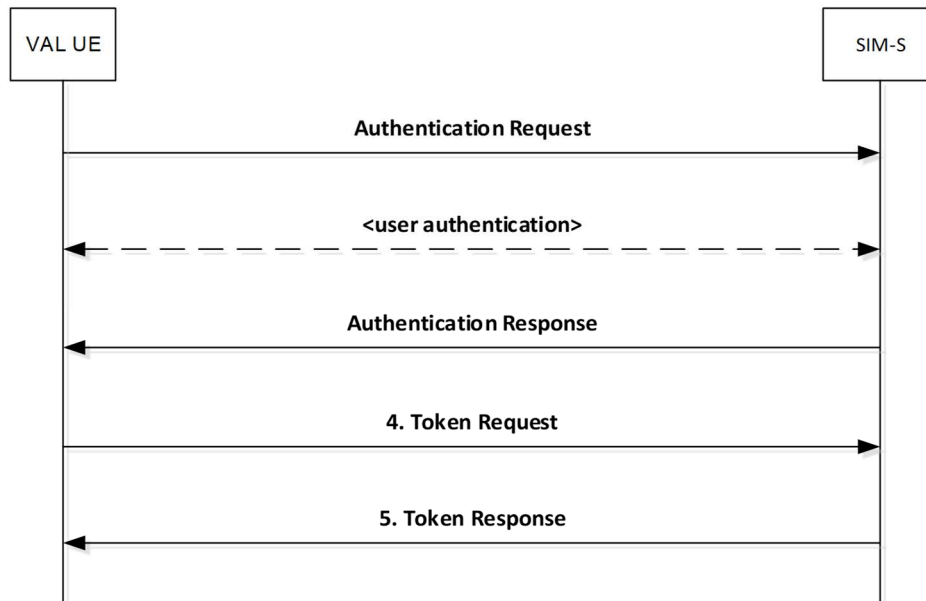 VAL UE
SIM-S
Authentication Request
<user authentication>
Authentication Response
4. Token Request
5. Token Response